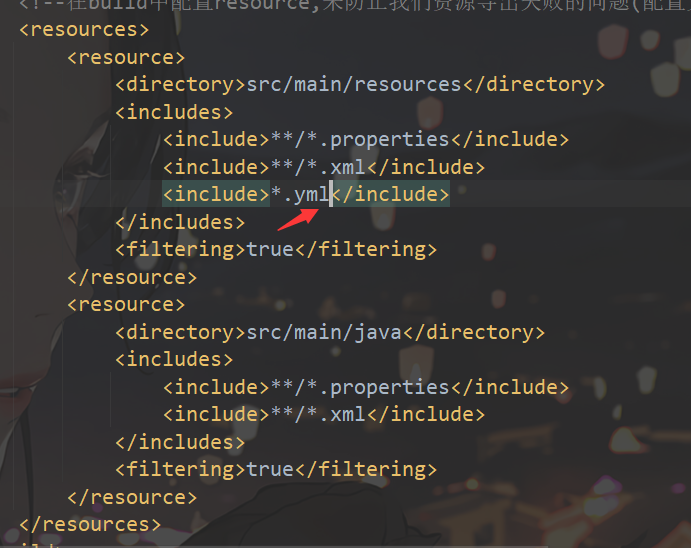 <!--在build中配置resource,来防止我们资源导出失败的问题(配置
<resources>
<resource>
<directory>src/main/resources</directory>
<includes>
<include>**/*.properties</include>
<include>**/*.xml</include>
<include>*.yml</include>
</includes>
<filtering>true</filtering>
</resource>
<resource>
<directory>src/main/java</directory>
<includes>
<include>**/*.properties</include>
<include>**/*.xml</include>
</includes>
<filtering>true</filtering>
</resource>
</resources>